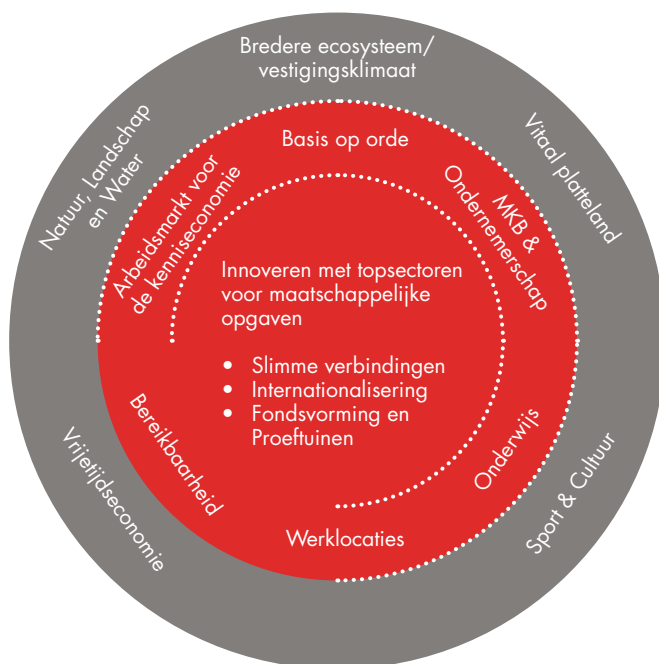 Bredere ecosysteem/
vestigingsklimaat
Natuur, Landschap
en Water
Vitaal platteland
Basis op orde
Arbeidsmarkt voor
de kenniseconomie
MKB &
Ondernemerschap
Innoveren met topsectoren
voor maatschappelijke
opgaven
• Slimme verbindingen
• Internationalisering
• Fondsvorming en
Proeftuinen
Bereikbaarheid
Onderwijs
Werklocaties
Vrijetijdseconomie
Sport & Cultuur